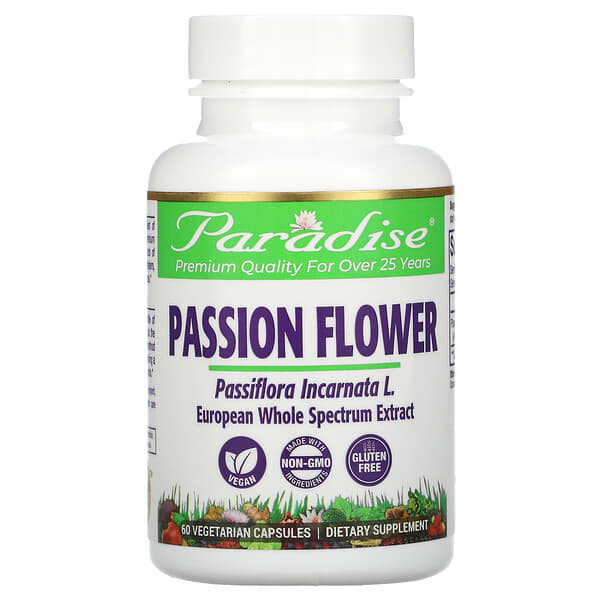 Paradise®
Premium Quality For Over 25 Years
PASSION FLOWER
Passiflora Incarnata L.
European Whole Spectrum Extract
VEGAN
MADE WITH
NON-GMO
INGREDIENTS
GLUTEN
FREE
60 VEGETARIAN CAPSULES | DIETARY SUPPLEMENT